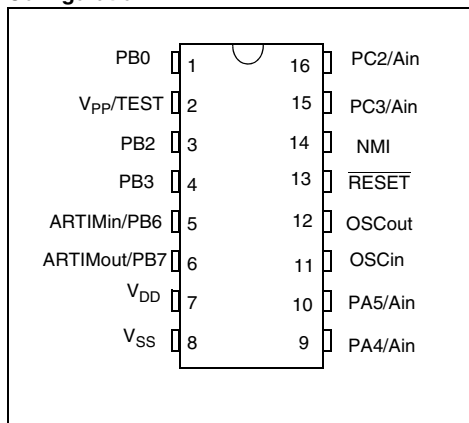 PB0 1 16 PC2/Ain
VPP/TEST 2 15 PC3/Ain
PB2 3 14 NMI
PB3 4 13 RESET
ARTIMin/PB6 5 12 OSCout
ARTIMout/PB7 6 11 OSCin
VDD 7 10 PA5/Ain
VSS 8 9 PA4/Ain